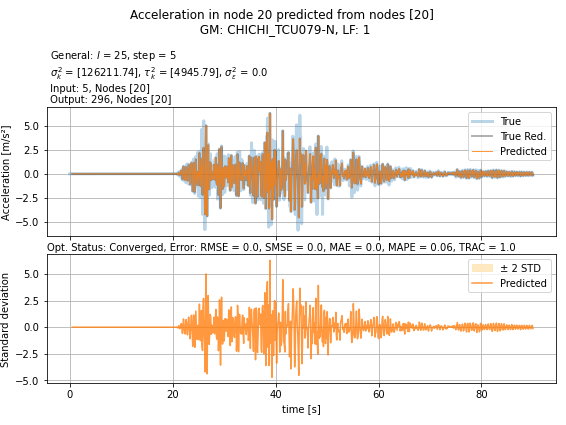 Acceleration in node 20 predicted from nodes [20]
GM: CHICHI_TCU079-N, LF: 1
General: l = 25, step = 5
σ²ₖ = [126211.74], τ²ₖ = [4945.79], σ²ₑ = 0.0
Input: 5, Nodes [20]
Output: 296, Nodes [20]
Acceleration [m/s²]
5.0
2.5
0.0
−2.5
−5.0
True
True Red.
Predicted
Opt. Status: Converged, Error: RMSE = 0.0, SMSE = 0.0, MAE = 0.0, MAPE = 0.06, TRAC = 1.0
Standard deviation
5.0
2.5
0.0
−2.5
−5.0
± 2 STD
Predicted
0 20 40 60 80
time [s]